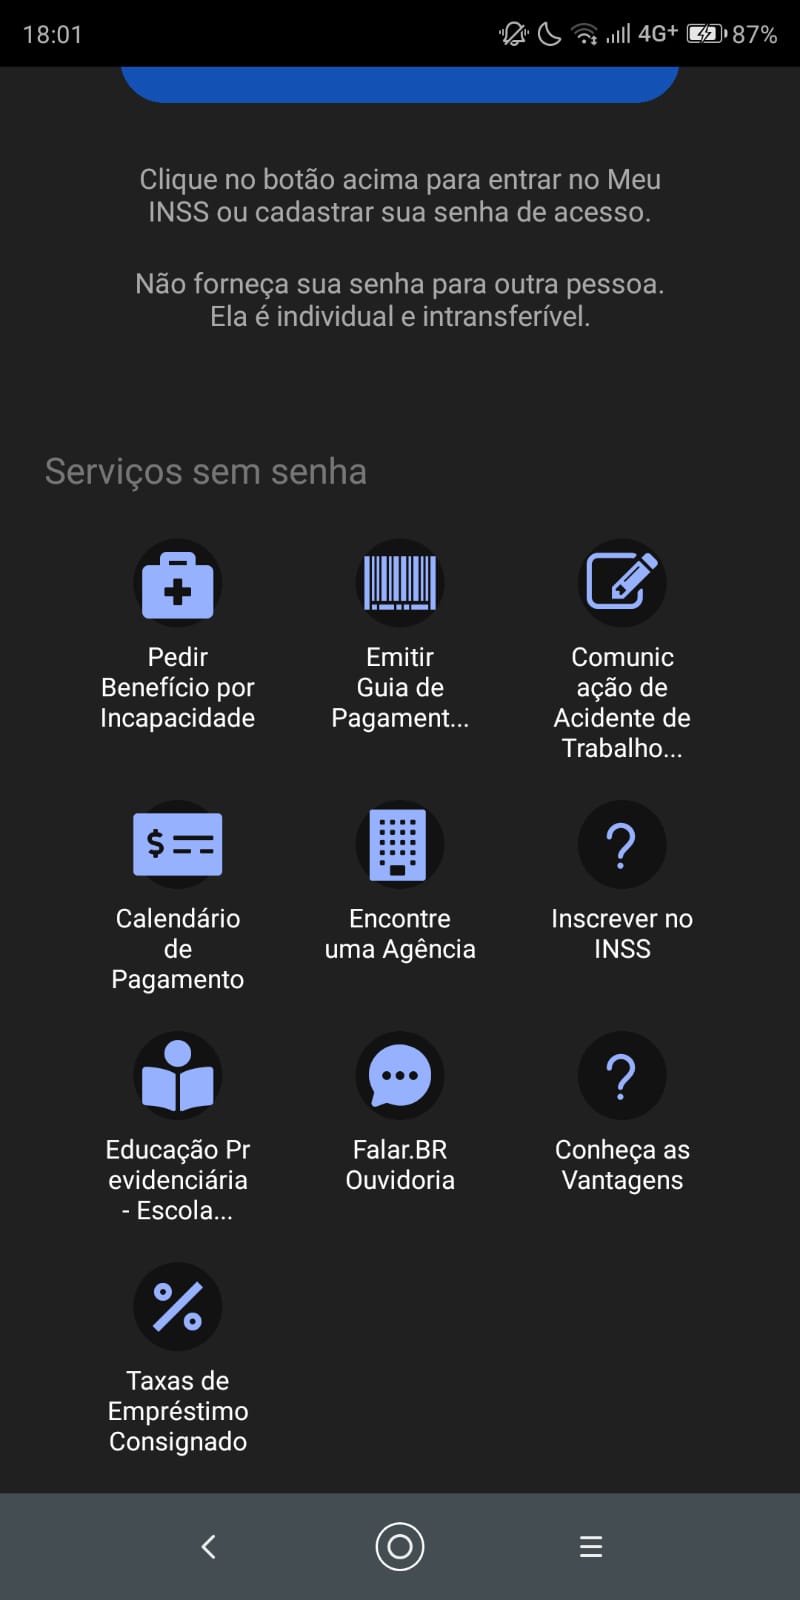 18:01
4G+ 87%
Clique no botão acima para entrar no Meu
INSS ou cadastrar sua senha de acesso.
Não forneça sua senha para outra pessoa.
Ela é individual e intransferível.
Serviços sem senha
Pedir
Benefício por
Incapacidade
Emitir
Guia de
Pagament...
Comunic
ação de
Acidente de
Trabalho...
Calendário
de
Pagamento
Encontre
uma Agência
Inscrever no
INSS
Educação Pr
evidenciária
- Escola...
Falar.BR
Ouvidoria
Conheça as
Vantagens
Taxas de
Empréstimo
Consignado